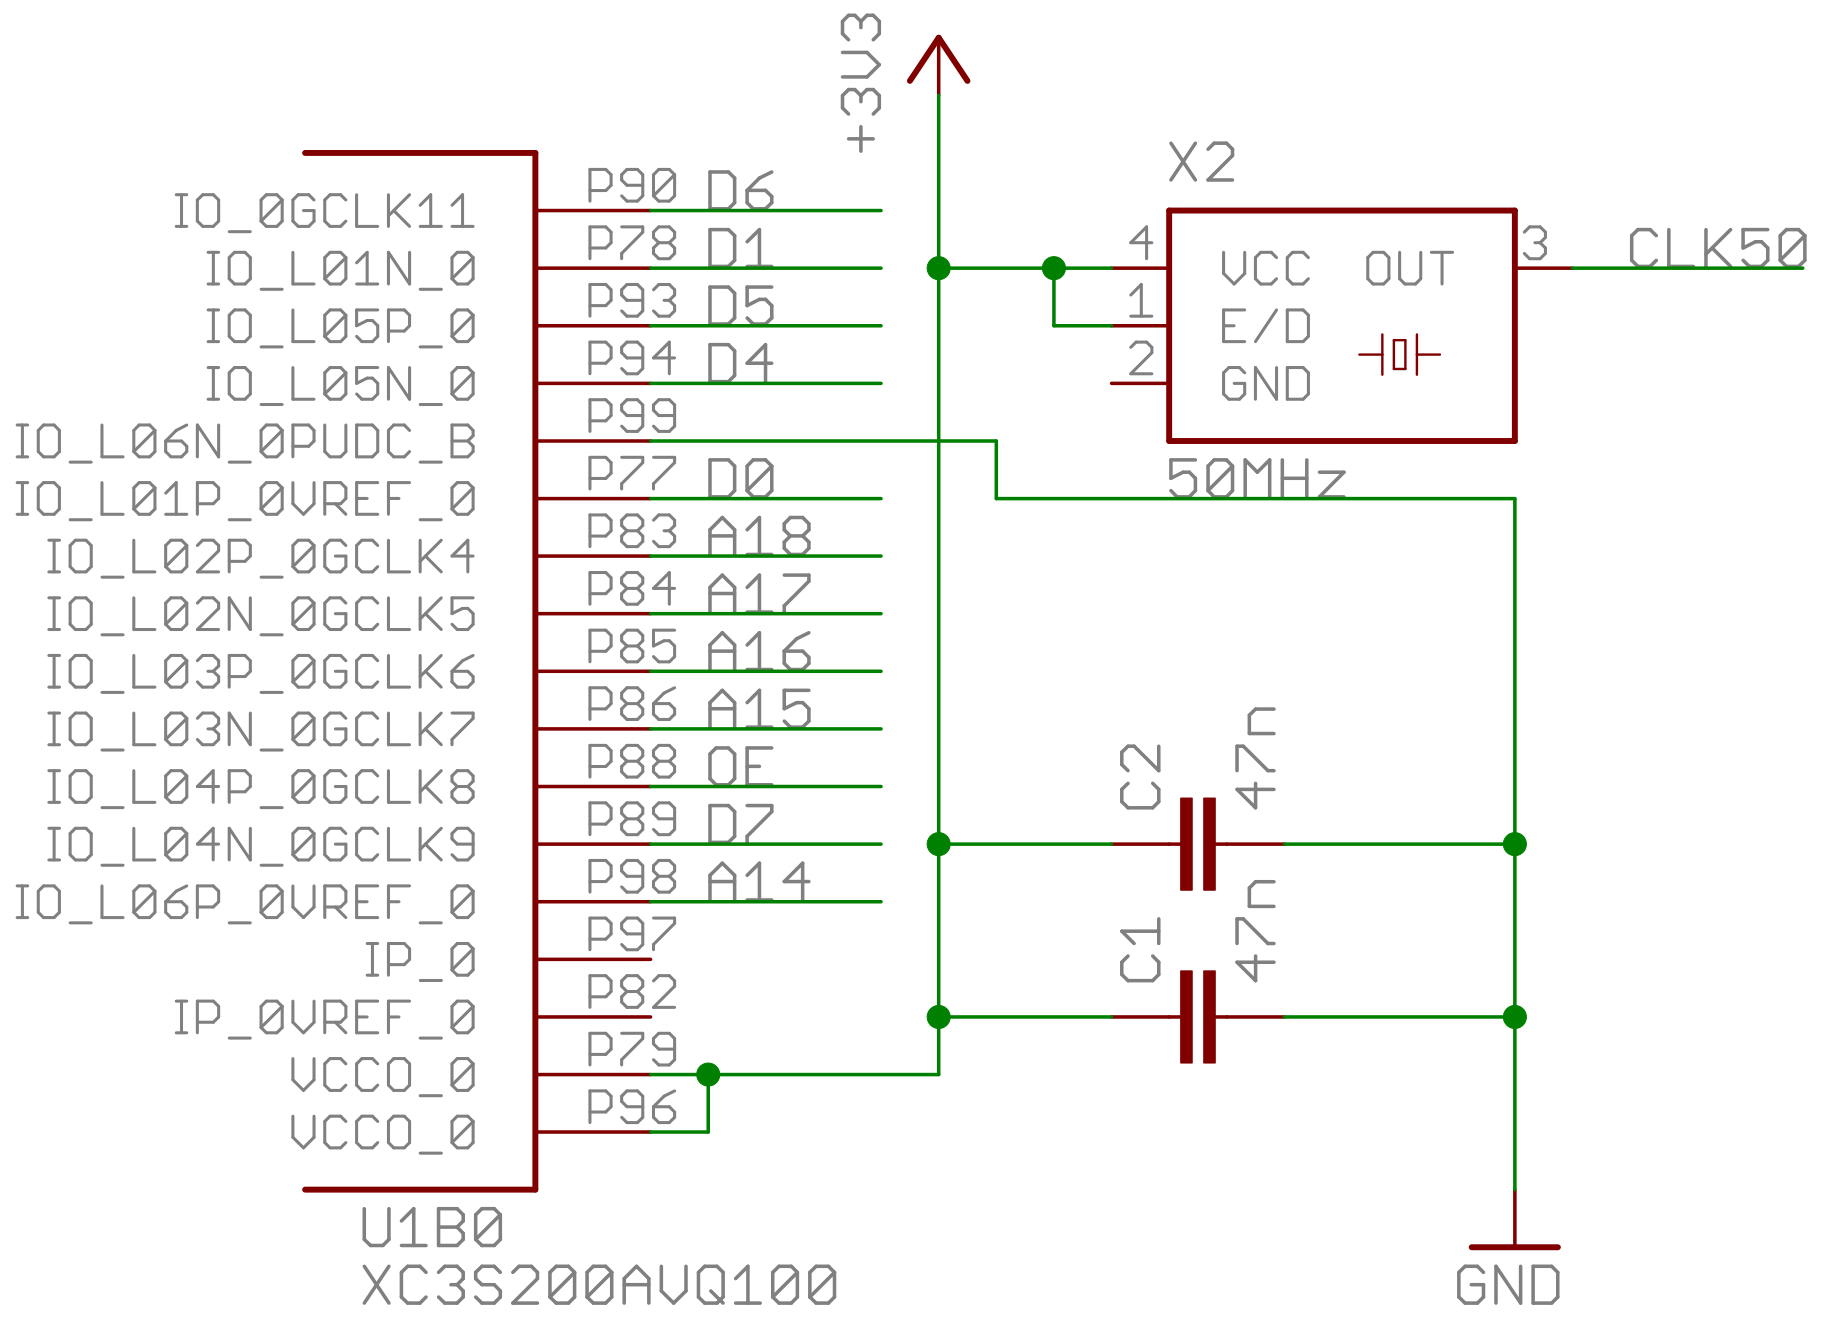 +3V3
IO_0GCLK11 P90 D6
IO_L01N_0 P78 D1
IO_L05P_0 P93 D5
IO_L05N_0 P94 D4
IO_L06N_0PUDC_B P99
IO_L01P_0VREF_0 P77 D0
IO_L02P_0GCLK4 P83 A18
IO_L02N_0GCLK5 P84 A17
IO_L03P_0GCLK6 P85 A16
IO_L03N_0GCLK7 P86 A15
IO_L04P_0GCLK8 P88 OE
IO_L04N_0GCLK9 P89 D7
IO_L06P_0VREF_0 P98 A14
IP_0 P97
IP_0VREF_0 P82
VCCO_0 P79
VCCO_0 P96
U1B0
XC3S200AVQ100
X2
4 VCC OUT 3 CLK50
1 E/D
2 GND
50MHz
C2 47n
C1 47n
GND